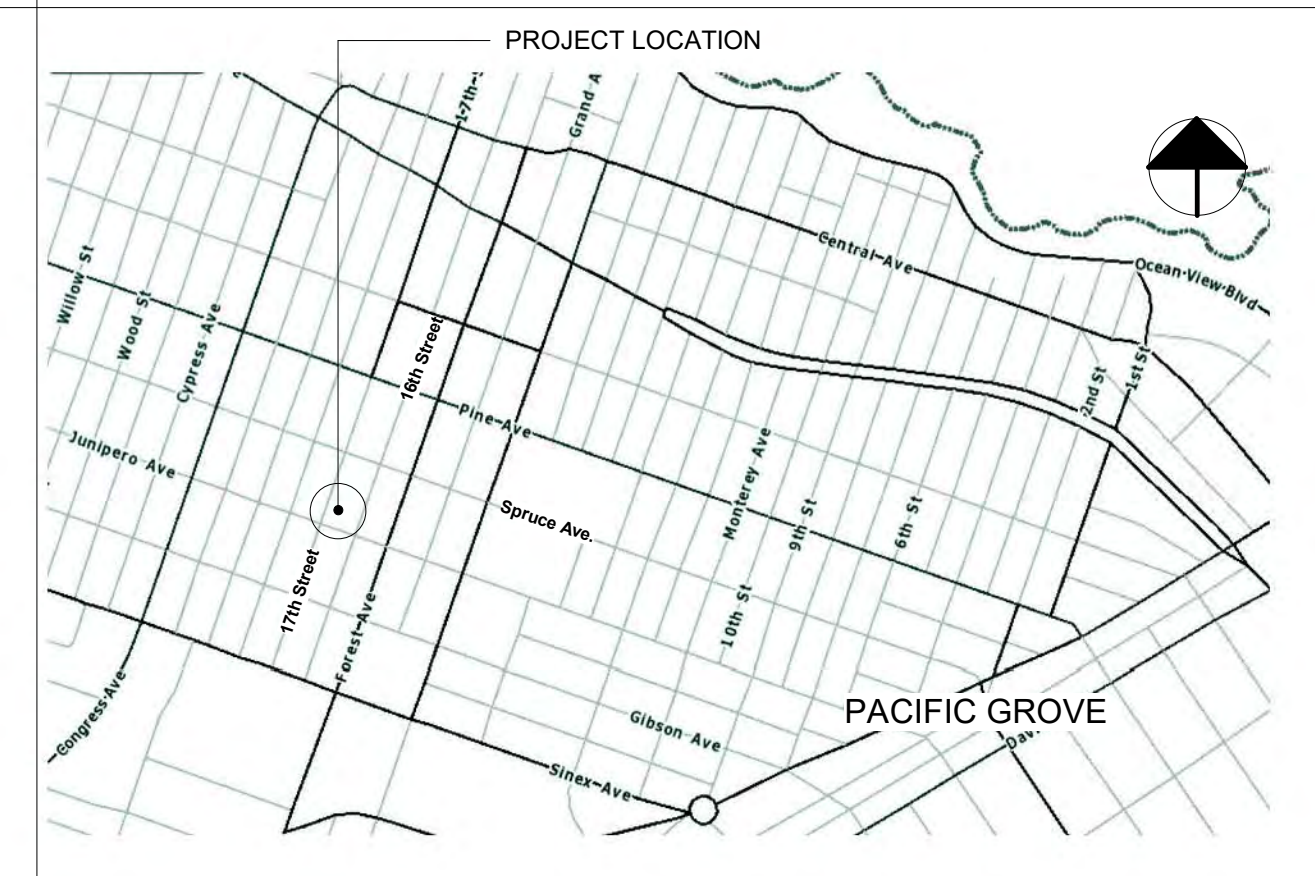 PROJECT LOCATION
17th
Grand A
Central Ave
Ocean View Blvd
Willow St
Wood St
Cypress Ave
16th Street
Pine Ave
2nd St
1st St
Junipero Ave
Spruce Ave.
Monterey Ave
9th St
6th St
17th Street
Forest Ave
10th St
Congress Ave
Gibson Ave
PACIFIC GROVE
Dav
Sinex Ave